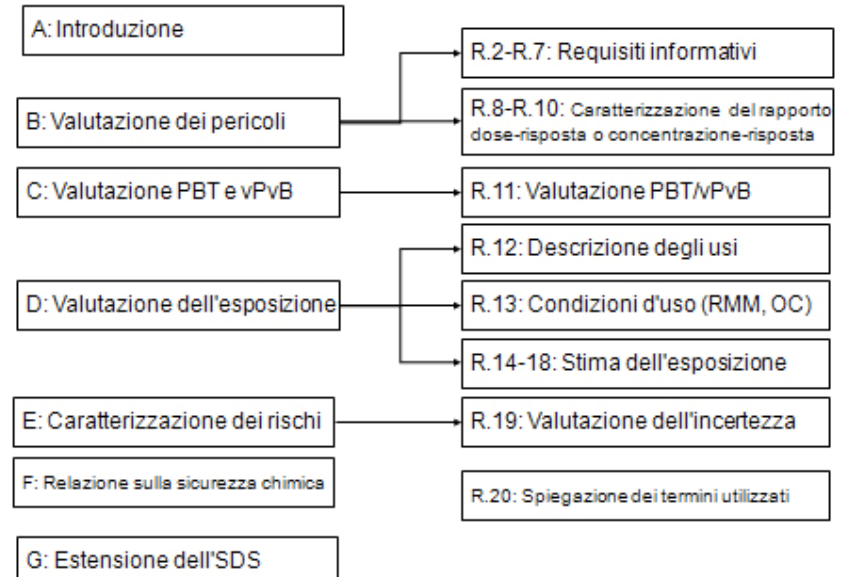 A: Introduzione
R.2-R.7: Requisiti informativi
B: Valutazione dei pericoli
R.8-R.10: Caratterizzazione del rapporto
dose-risposta o concentrazione-risposta
C: Valutazione PBT e vPvB
R.11: Valutazione PBT/vPvB
R.12: Descrizione degli usi
D: Valutazione dell'esposizione
R.13: Condizioni d'uso (RMM, OC)
R.14-18: Stima dell'esposizione
E: Caratterizzazione dei rischi
R.19: Valutazione dell'incertezza
F: Relazione sulla sicurezza chimica
R.20: Spiegazione dei termini utilizzati
G: Estensione dell'SDS